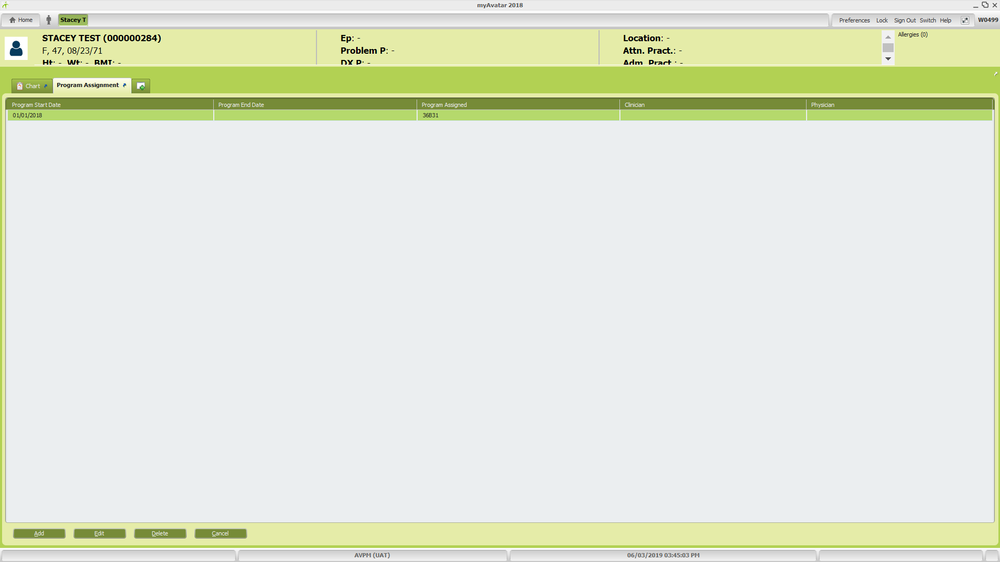 myAvatar 2018
Home
Stacey T
Preferences Lock Sign Out Switch Help W0499
STACEY TEST (000000284)
F, 47, 08/23/71
Ht: - Wt: - BMI: -
Ep: -
Problem P: -
DX P: -
Location: -
Attn. Pract.: -
Adm. Pract.: -
Allergies (0)
Chart
Program Assignment
Program Start Date Program End Date Program Assigned Clinician Physician
01/01/2018 36B31
Add Edit Delete Cancel
AVPM (UAT) 06/03/2019 03:45:03 PM